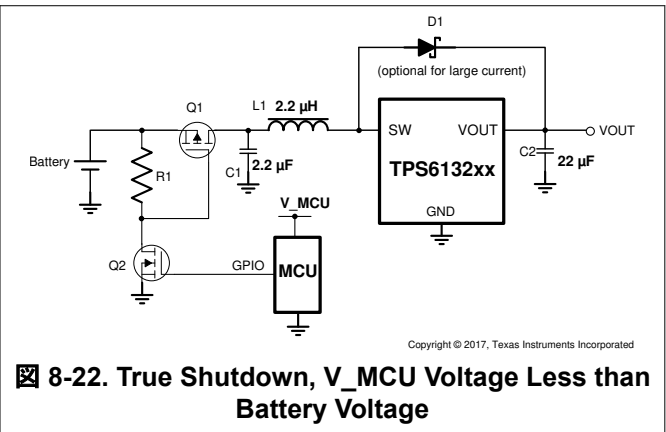 D1
(optional for large current)
Q1
L1 2.2 µH
SW VOUT
VOUT
Battery
R1
C1
2.2 µF
TPS6132xx
C2
22 µF
V_MCU
GND
Q2
GPIO
MCU
Copyright © 2017, Texas Instruments Incorporated
図 8-22. True Shutdown, V_MCU Voltage Less than
Battery Voltage